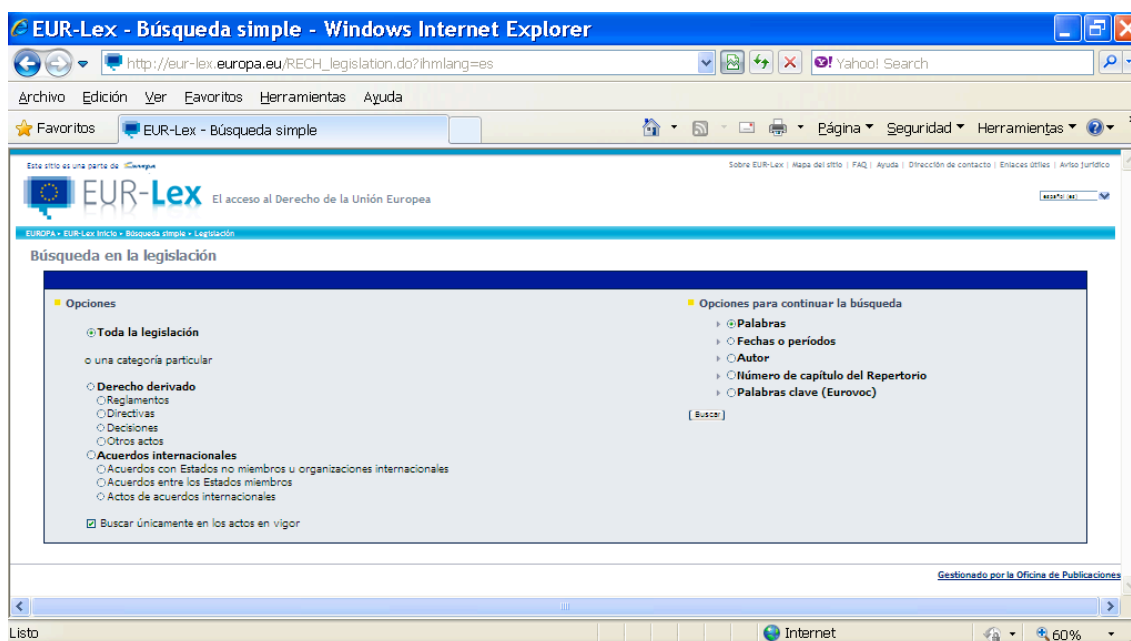 EUR-Lex - Búsqueda simple - Windows Internet Explorer
http://eur-lex.europa.eu/RECH_legislation.do?ihmlang=es
Yahoo! Search
Archivo Edición Ver Favoritos Herramientas Ayuda
Favoritos
EUR-Lex - Búsqueda simple
Página Seguridad Herramientas
Este sitio es una parte de Europa
Sobre EUR-Lex | Mapa del sitio | FAQ | Ayuda | Dirección de contacto | Enlaces útiles | Aviso jurídico
EUR-Lex El acceso al Derecho de la Unión Europea
español (es)
EUROPA > EUR-Lex Inicio > Búsqueda simple > Legislación
Búsqueda en la legislación
Opciones
Toda la legislación
o una categoría particular
Derecho derivado
Reglamentos
Directivas
Decisiones
Otros actos
Acuerdos internacionales
Acuerdos con Estados no miembros u organizaciones internacionales
Acuerdos entre los Estados miembros
Actos de acuerdos internacionales
Buscar únicamente en los actos en vigor
Opciones para continuar la búsqueda
Palabras
Fechas o períodos
Autor
Número de capítulo del Repertorio
Palabras clave (Eurovoc)
[ Buscar ]
Gestionado por la Oficina de Publicaciones
Listo
Internet
60%